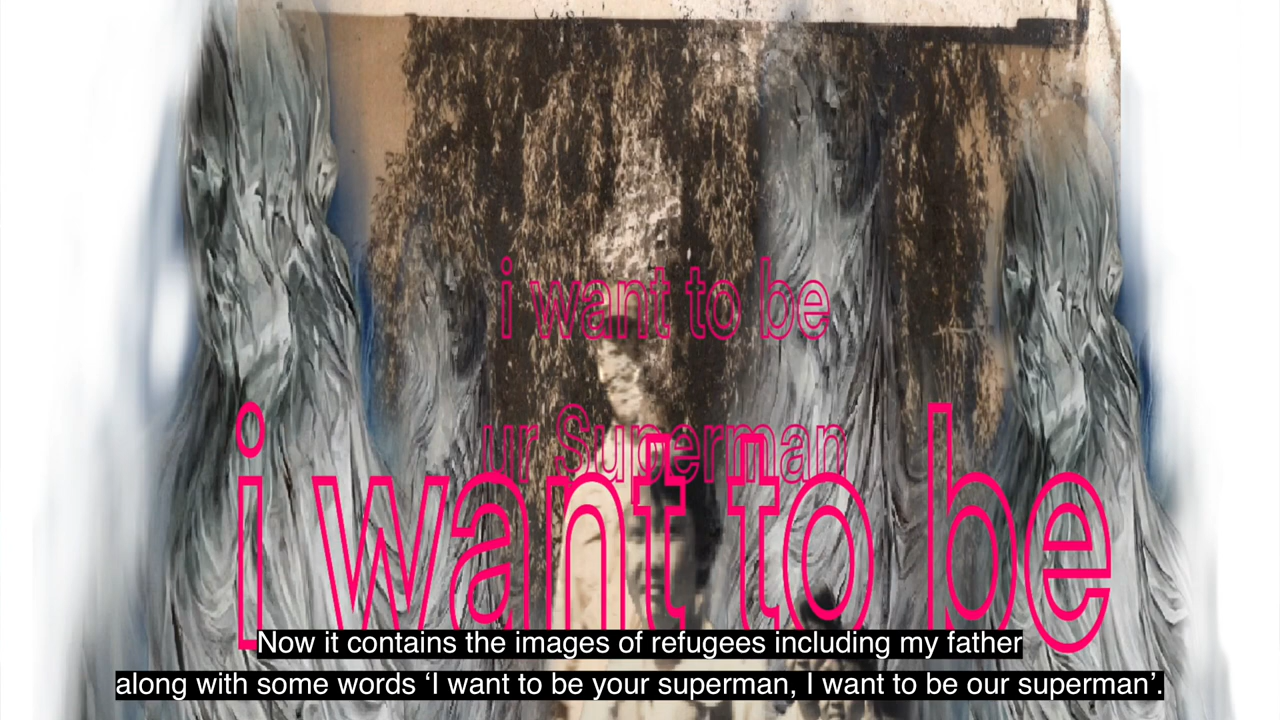 i want to be
ur Superman
i want to be
Now it contains the images of refugees including my father
along with some words ‘I want to be your superman, I want to be our superman’.